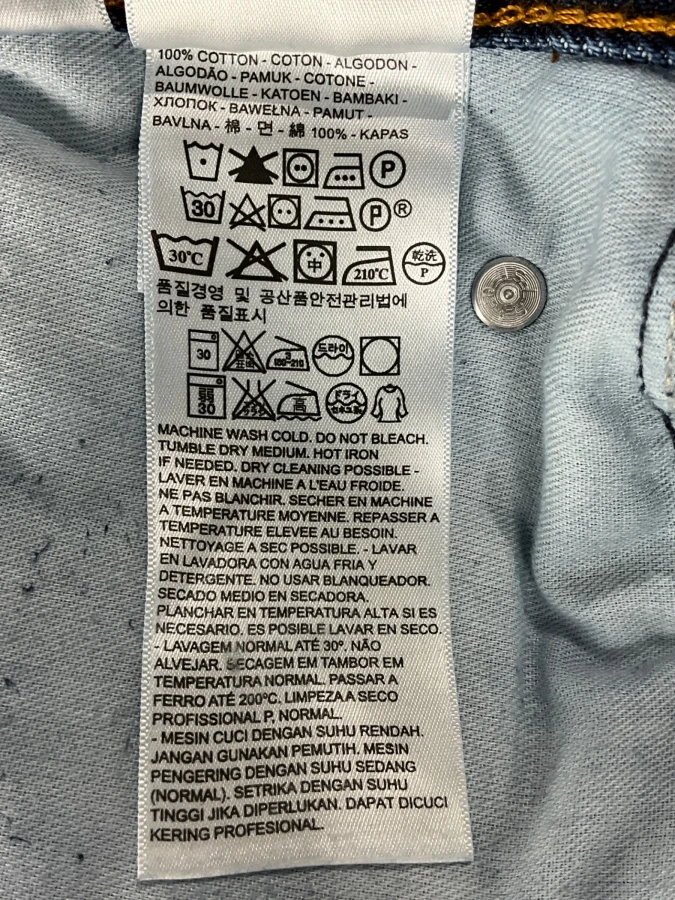 100% COTTON - COTON - ALGODON -
ALGODÃO - PAMUK - COTONE -
BAUMWOLLE - KATOEN - BAMBAKI -
ХЛОПОК - BAWEŁNA - PAMUT -
BAVLNA - 棉 - 면 - 綿 100% - KAPAS
P
30 P®
30°C 中 210°C 乾洗 P
품질경영 및 공산품안전관리법에
의한 품질표시
30 드라이
弱 30 高 ドライ
MACHINE WASH COLD. DO NOT BLEACH.
TUMBLE DRY MEDIUM. HOT IRON
IF NEEDED. DRY CLEANING POSSIBLE -
LAVER EN MACHINE A L'EAU FROIDE.
NE PAS BLANCHIR. SECHER EN MACHINE
A TEMPERATURE MOYENNE. REPASSER A
TEMPERATURE ELEVEE AU BESOIN.
NETTOYAGE A SEC POSSIBLE. - LAVAR
EN LAVADORA CON AGUA FRIA Y
DETERGENTE. NO USAR BLANQUEADOR.
SECADO MEDIO EN SECADORA.
PLANCHAR EN TEMPERATURA ALTA SI ES
NECESARIO. ES POSIBLE LAVAR EN SECO.
- LAVAGEM NORMAL ATÉ 30º. NÃO
ALVEJAR. SECAGEM EM TAMBOR EM
TEMPERATURA NORMAL. PASSAR A
FERRO ATÉ 200ºC. LIMPEZA A SECO
PROFISSIONAL P, NORMAL.
- MESIN CUCI DENGAN SUHU RENDAH.
JANGAN GUNAKAN PEMUTIH. MESIN
PENGERING DENGAN SUHU SEDANG
(NORMAL). SETRIKA DENGAN SUHU
TINGGI JIKA DIPERLUKAN. DAPAT DICUCI
KERING PROFESIONAL.